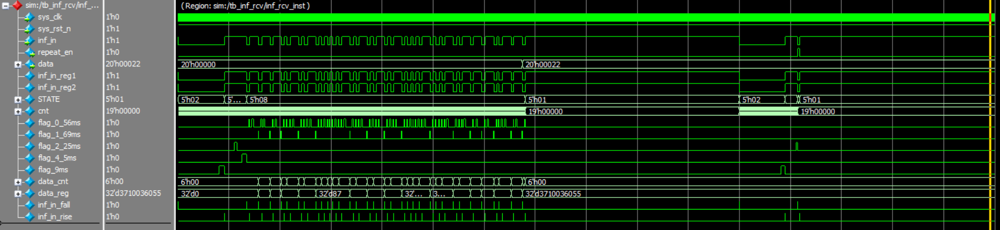 sim:/tb_inf_rcv/inf_... (Region: sim:/tb_inf_rcv/inf_rcv_inst)
sys_clk 1'h0
sys_rst_n 1'h1
inf_in 1'h1
repeat_en 1'h0
data 20'h00022 20'h00000 20'h00022
inf_in_reg1 1'h1
inf_in_reg2 1'h1
STATE 5'h01 5'h02 5'... 5'h08 5'h01 5'h02 5'h01
cnt 19'h00000 19'h00000 19'h00000
flag_0_56ms 1'h0
flag_1_69ms 1'h0
flag_2_25ms 1'h0
flag_4_5ms 1'h0
flag_9ms 1'h0
data_cnt 6'h00 6'h00 6'h00
data_reg 32'd3710036055 32'd0 32'd87 32'... 3... 32'd3710036055
inf_in_fall 1'h0
inf_in_rise 1'h0